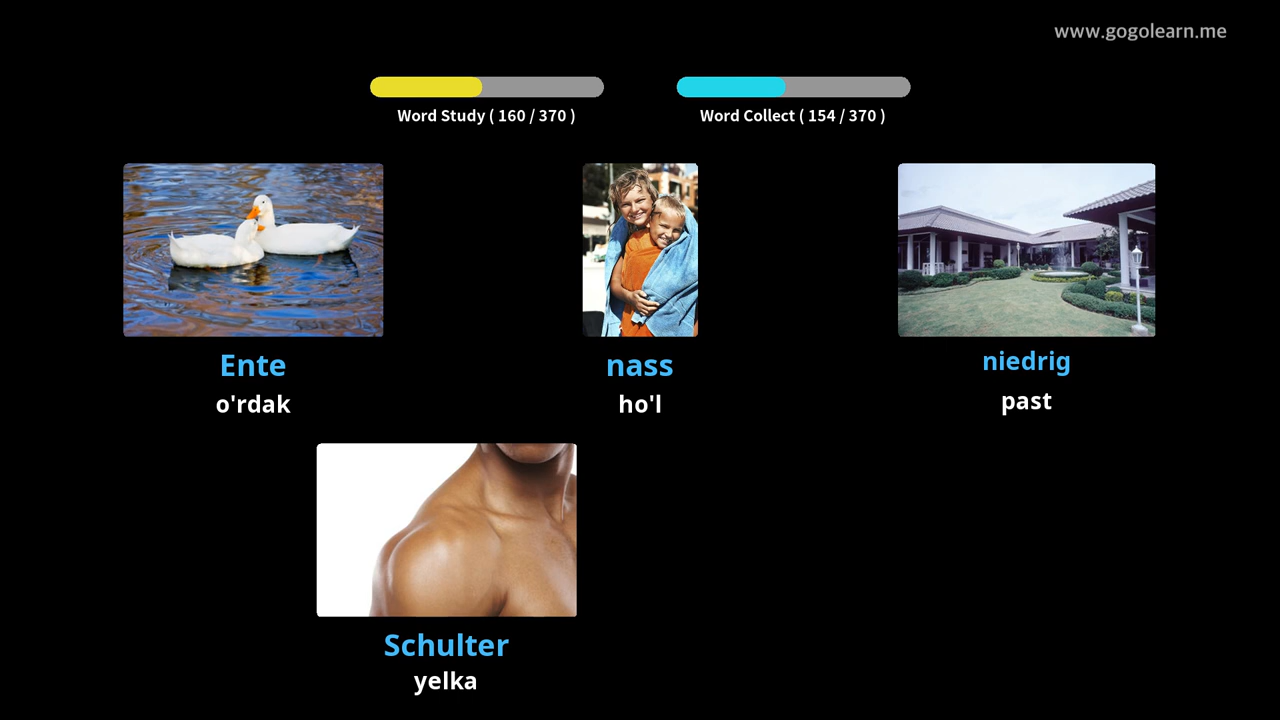 www.gogolearn.me
Word Study ( 160 / 370 )
Word Collect ( 154 / 370 )
Ente
o'rdak
nass
ho'l
niedrig
past
Schulter
yelka